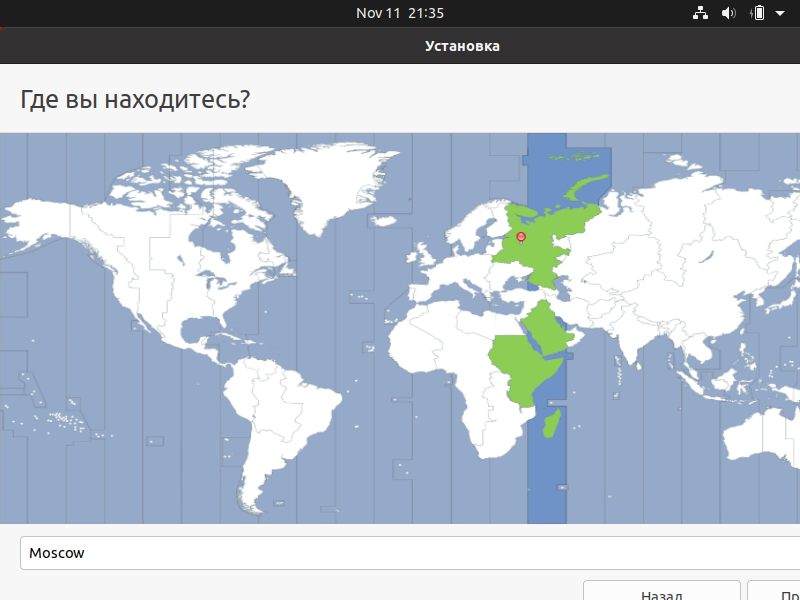 Nov 11 21:35
Установка
Где вы находитесь?
Moscow
Назад